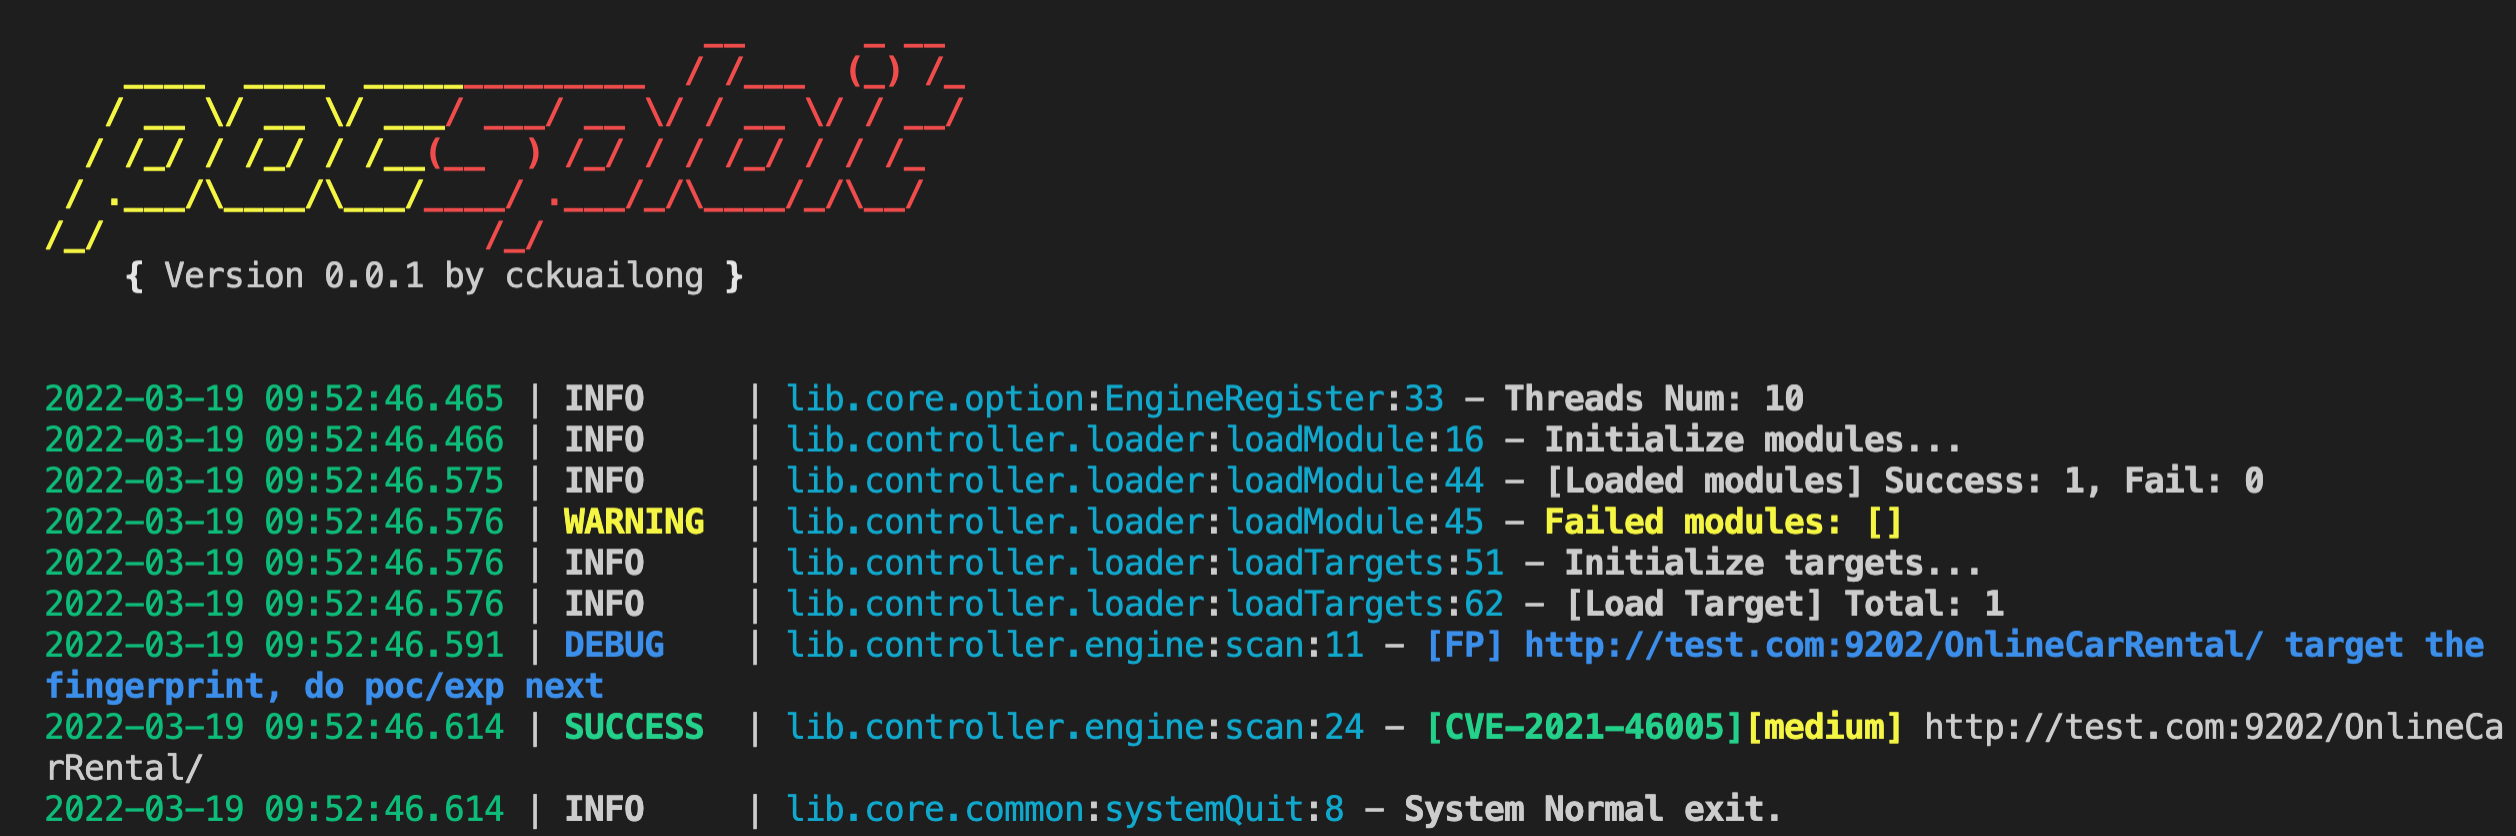 pocsploit
{ Version 0.0.1 by cckuailong }
2022-03-19 09:52:46.465 | INFO     | lib.core.option:EngineRegister:33 - Threads Num: 10
2022-03-19 09:52:46.466 | INFO     | lib.controller.loader:loadModule:16 - Initialize modules...
2022-03-19 09:52:46.575 | INFO     | lib.controller.loader:loadModule:44 - [Loaded modules] Success: 1, Fail: 0
2022-03-19 09:52:46.576 | WARNING  | lib.controller.loader:loadModule:45 - Failed modules: []
2022-03-19 09:52:46.576 | INFO     | lib.controller.loader:loadTargets:51 - Initialize targets...
2022-03-19 09:52:46.576 | INFO     | lib.controller.loader:loadTargets:62 - [Load Target] Total: 1
2022-03-19 09:52:46.591 | DEBUG    | lib.controller.engine:scan:11 - [FP] http://test.com:9202/OnlineCarRental/ target the
fingerprint, do poc/exp next
2022-03-19 09:52:46.614 | SUCCESS  | lib.controller.engine:scan:24 - [CVE-2021-46005][medium] http://test.com:9202/OnlineCa
rRental/
2022-03-19 09:52:46.614 | INFO     | lib.core.common:systemQuit:8 - System Normal exit.